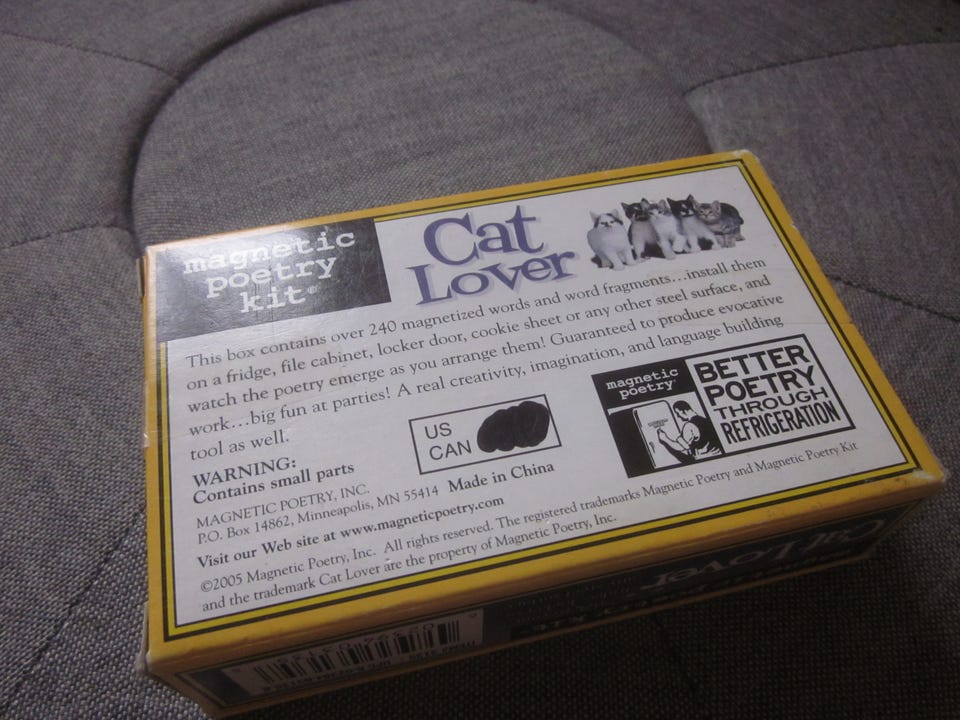 magnetic
poetry
kit®
Cat
Lover
This box contains over 240 magnetized words and word fragments...install them
on a fridge, file cabinet, locker door, cookie sheet or any other steel surface, and
watch the poetry emerge as you arrange them! Guaranteed to produce evocative
work...big fun at parties! A real creativity, imagination, and language building
tool as well.
US
CAN
magnetic
poetry®
BETTER
POETRY
THROUGH
REFRIGERATION
WARNING:
Contains small parts
MAGNETIC POETRY, INC.
P.O. Box 14862, Minneapolis, MN 55414 Made in China
Visit our Web site at www.magneticpoetry.com
©2005 Magnetic Poetry, Inc. All rights reserved. The registered trademarks Magnetic Poetry and Magnetic Poetry Kit
and the trademark Cat Lover are the property of Magnetic Poetry, Inc.
Cat Lover